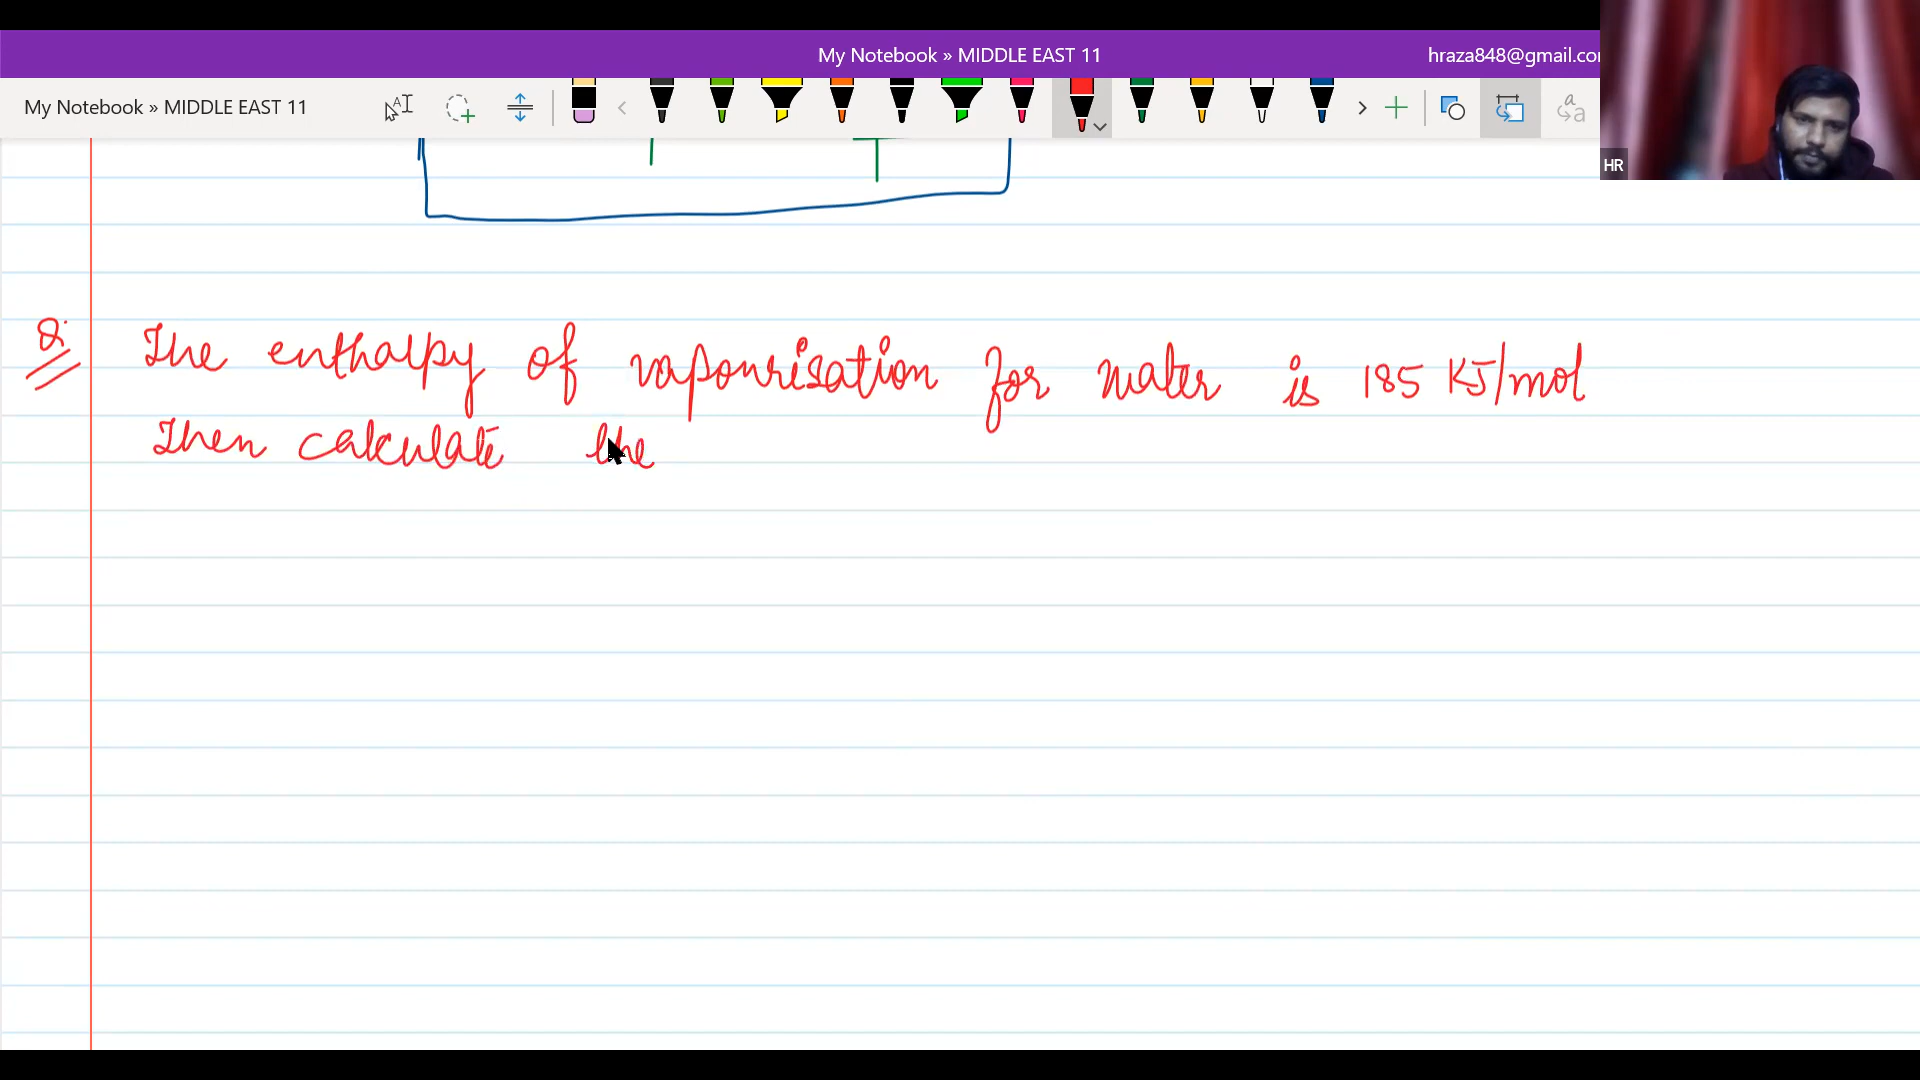 My Notebook » MIDDLE EAST 11
hraza848@gmail.co
My Notebook » MIDDLE EAST 11
HR
Q. The enthalpy of vapourisation for water is 185 KJ/mol
Then calculate the